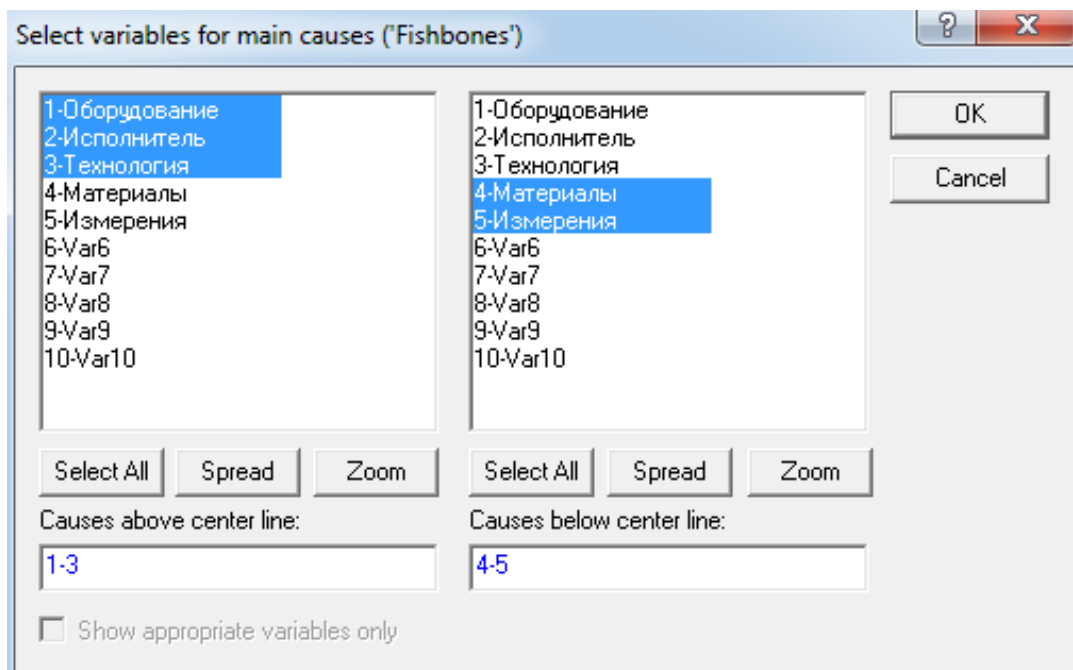 Select variables for main causes ('Fishbones')
1-Оборудование
2-Исполнитель
3-Технология
4-Материалы
5-Измерения
6-Var6
7-Var7
8-Var8
9-Var9
10-Var10
1-Оборудование
2-Исполнитель
3-Технология
4-Материалы
5-Измерения
6-Var6
7-Var7
8-Var8
9-Var9
10-Var10
OK
Cancel
Select All Spread Zoom
Select All Spread Zoom
Causes above center line:
1-3
Causes below center line:
4-5
Show appropriate variables only